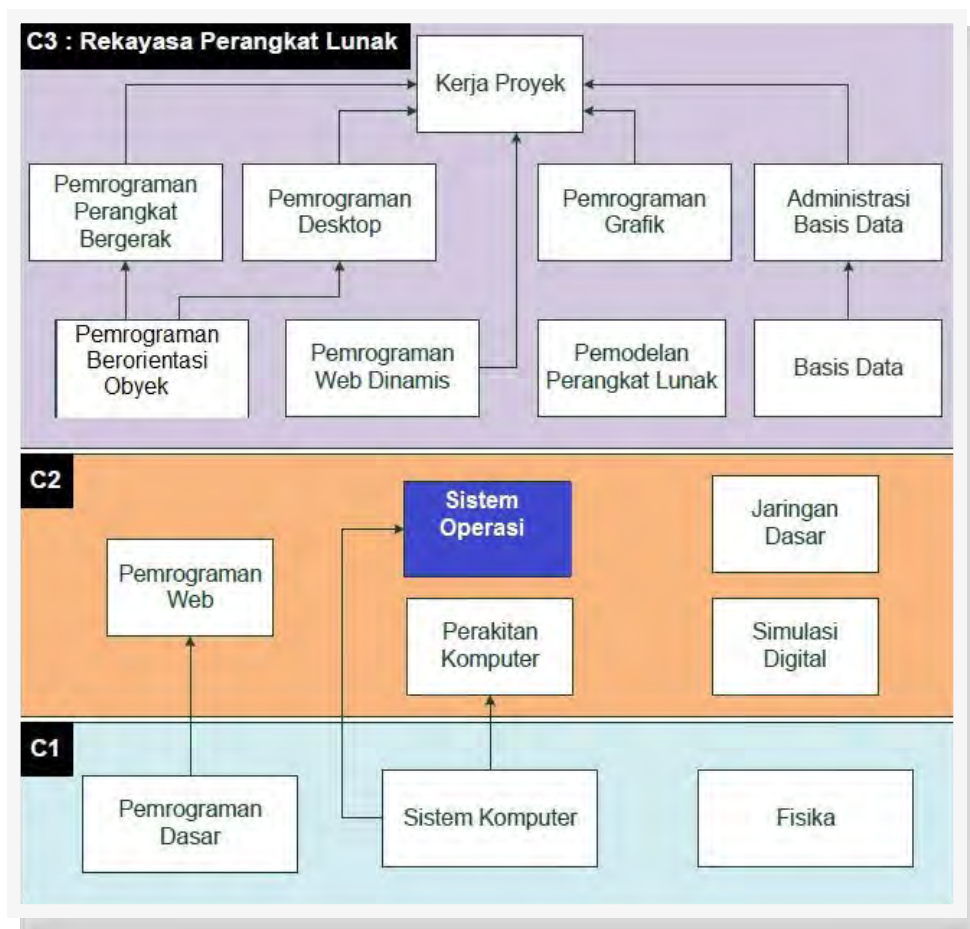 C3 : Rekayasa Perangkat Lunak
Kerja Proyek
Pemrograman
Perangkat
Bergerak
Pemrograman
Desktop
Pemrograman
Grafik
Administrasi
Basis Data
Pemrograman
Berorientasi
Obyek
Pemrograman
Web Dinamis
Pemodelan
Perangkat Lunak
Basis Data
C2
Sistem
Operasi
Jaringan
Dasar
Pemrograman
Web
Perakitan
Komputer
Simulasi
Digital
C1
Pemrograman
Dasar
Sistem Komputer
Fisika